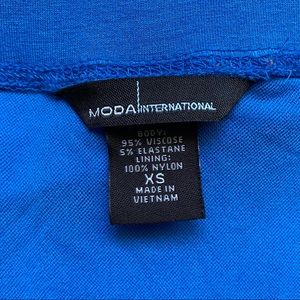 MODA INTERNATIONAL
BODY:
95% VISCOSE
5% ELASTANE
LINING:
100% NYLON
XS
MADE IN
VIETNAM